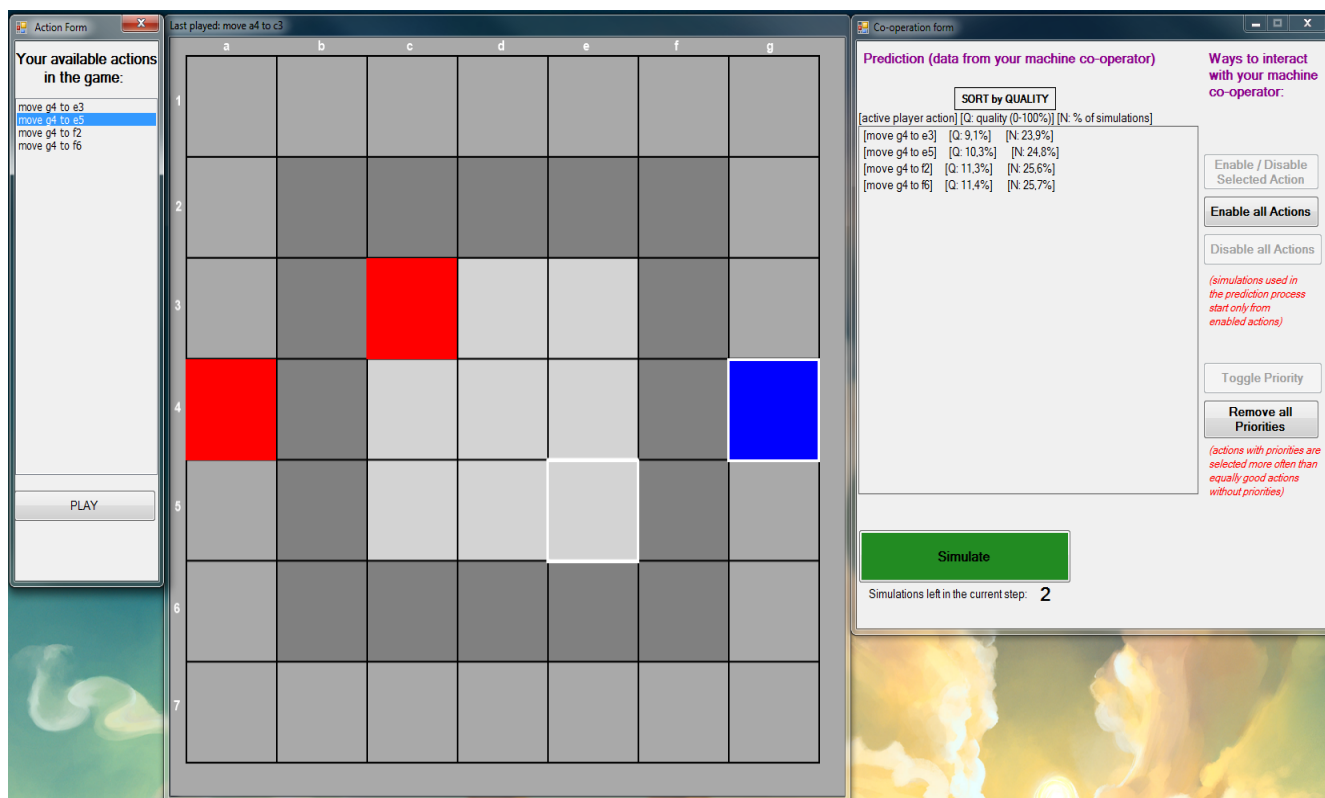 Action Form
X
Your available actions
in the game:
move g4 to e3
move g4 to e5
move g4 to f2
move g4 to f6
PLAY
Last played: move a4 to c3
a b c d e f g
1
2
3
4
5
6
7
Co-operation form
X
Prediction (data from your machine co-operator)
SORT by QUALITY
[active player action] [Q: quality (0-100%)] [N: % of simulations]
[move g4 to e3] [Q: 9,1%] [N: 23,9%]
[move g4 to e5] [Q: 10,3%] [N: 24,8%]
[move g4 to f2] [Q: 11,3%] [N: 25,6%]
[move g4 to f6] [Q: 11,4%] [N: 25,7%]
Simulate
Simulations left in the current step: 2
Ways to interact
with your machine
co-operator:
Enable / Disable
Selected Action
Enable all Actions
Disable all Actions
(simulations used in
the prediction process
start only from
enabled actions)
Toggle Priority
Remove all
Priorities
(actions with priorities are
selected more often than
equally good actions
without priorities)